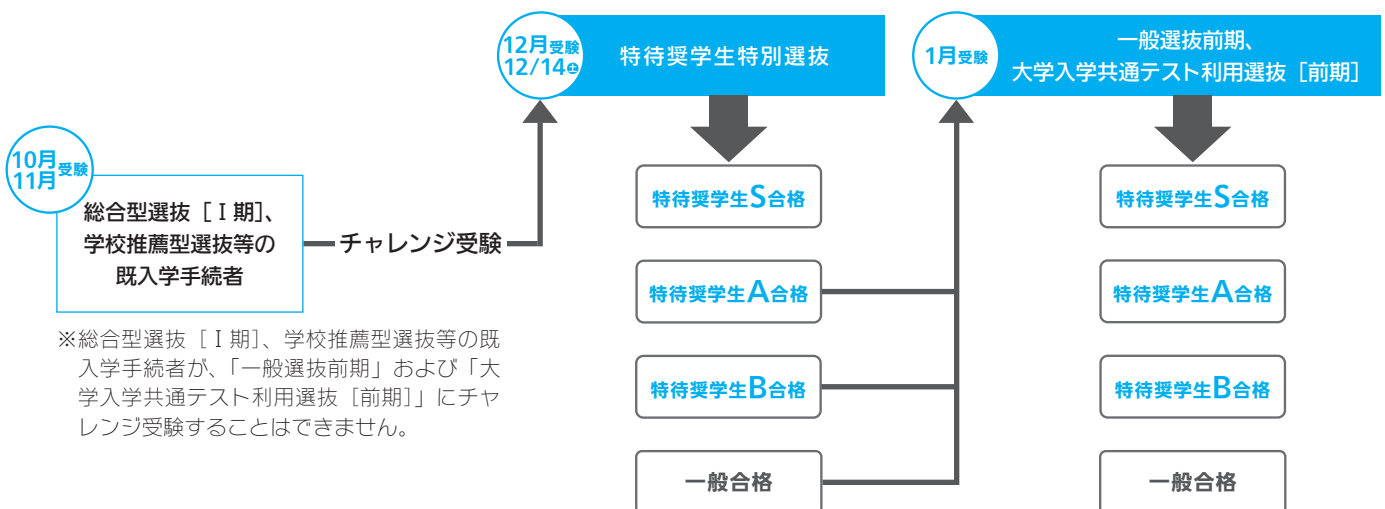 12月受験
12/14㊏
特待奨学生特別選抜
1月受験
一般選抜前期、
大学入学共通テスト利用選抜［前期］
10月
11月
受験
総合型選抜［Ⅰ期］、
学校推薦型選抜等の
既入学手続者
チャレンジ受験
※総合型選抜［Ⅰ期］、学校推薦型選抜等の既
入学手続者が、「一般選抜前期」および「大
学入学共通テスト利用選抜［前期］」にチャ
レンジ受験することはできません。
特待奨学生S合格
特待奨学生A合格
特待奨学生B合格
一般合格
特待奨学生S合格
特待奨学生A合格
特待奨学生B合格
一般合格